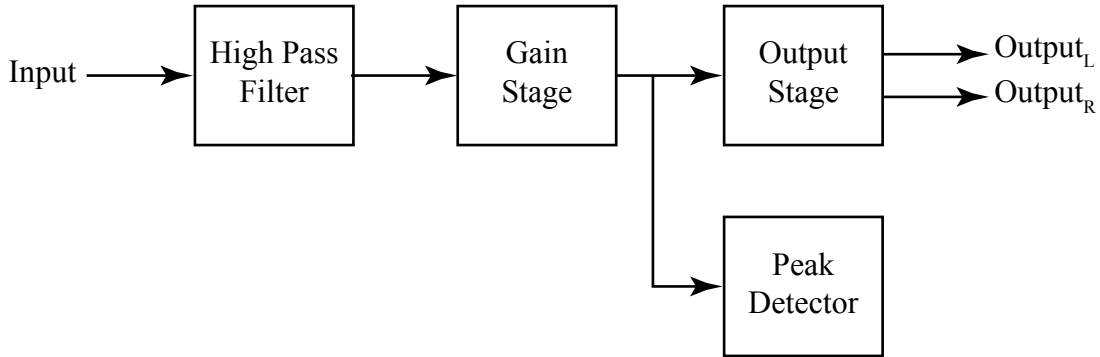 Input
High Pass
Filter
Gain
Stage
Output
Stage
Output_L
Output_R
Peak
Detector